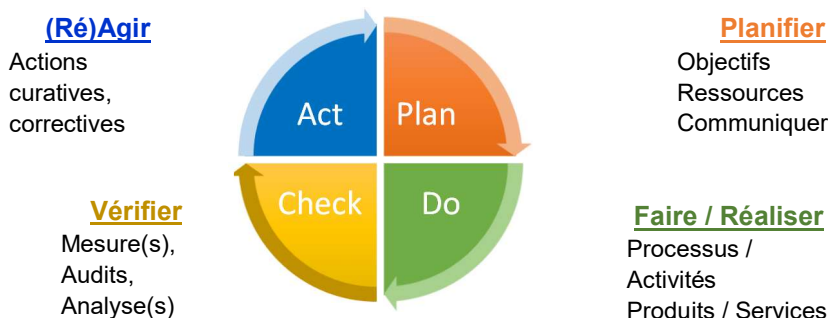 (Ré)Agir
Actions
curatives,
correctives
Act
Plan
Planifier
Objectifs
Ressources
Communiquer
Vérifier
Mesure(s),
Audits,
Analyse(s)
Check
Do
Faire / Réaliser
Processus /
Activités
Produits / Services